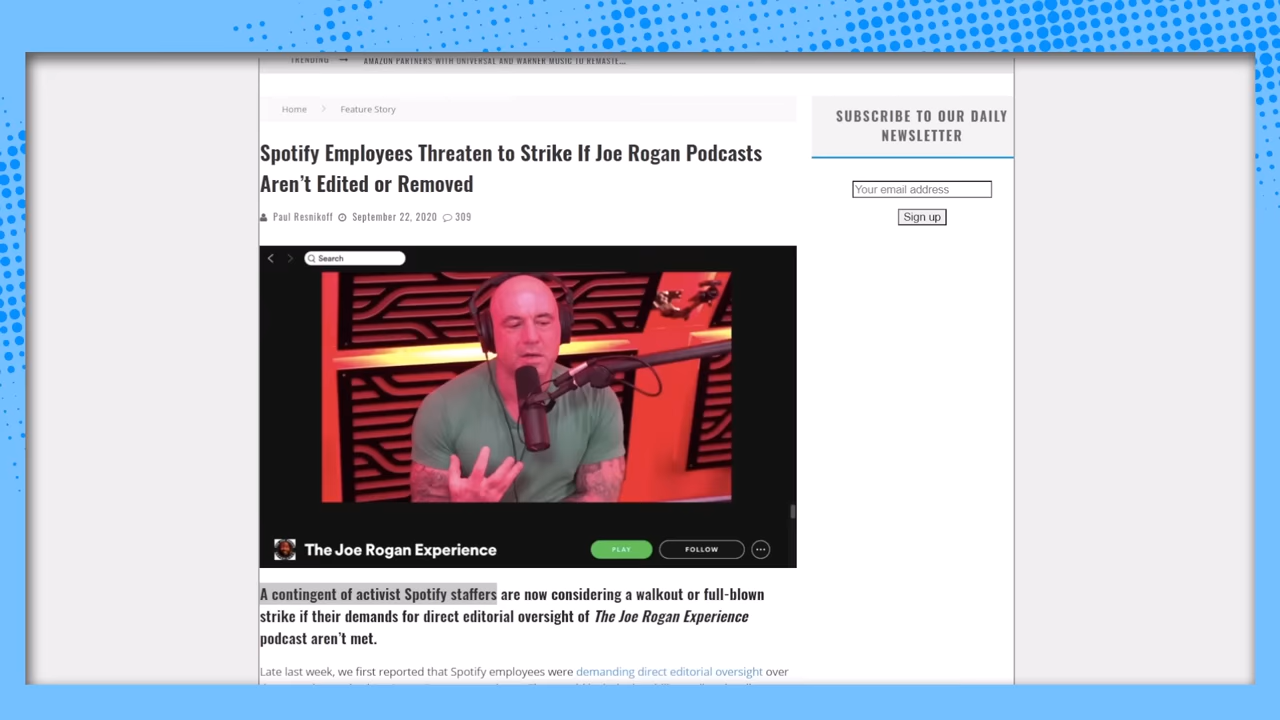 TRENDING → AMAZON PARTNERS WITH UNIVERSAL AND WARNER MUSIC TO REMASTE...
Home > Feature Story
Spotify Employees Threaten to Strike If Joe Rogan Podcasts
Aren't Edited or Removed
Paul Resnikoff September 22, 2020 309
Search
The Joe Rogan Experience
PLAY
FOLLOW
A contingent of activist Spotify staffers are now considering a walkout or full-blown
strike if their demands for direct editorial oversight of The Joe Rogan Experience
podcast aren't met.
Late last week, we first reported that Spotify employees were demanding direct editorial oversight over
SUBSCRIBE TO OUR DAILY
NEWSLETTER
Your email address
Sign up